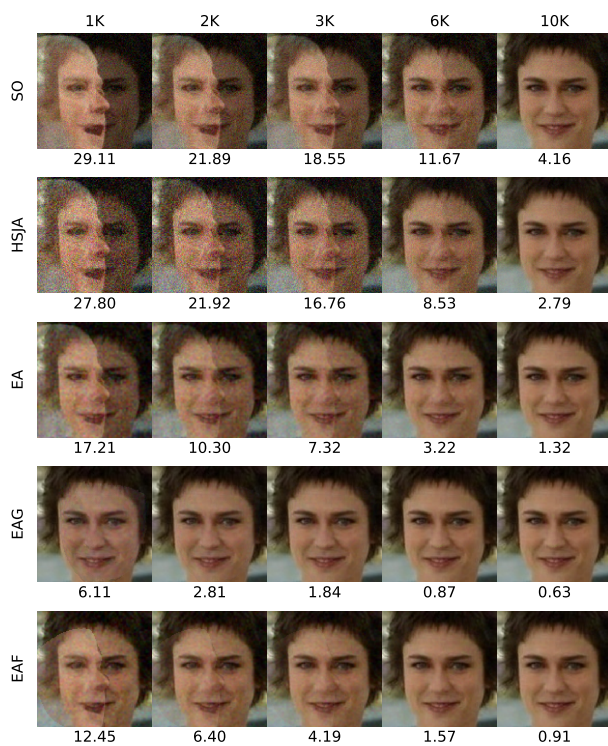 1K 2K 3K 6K 10K
SO
29.11 21.89 18.55 11.67 4.16
HSJA
27.80 21.92 16.76 8.53 2.79
EA
17.21 10.30 7.32 3.22 1.32
EAG
6.11 2.81 1.84 0.87 0.63
EAF
12.45 6.40 4.19 1.57 0.91